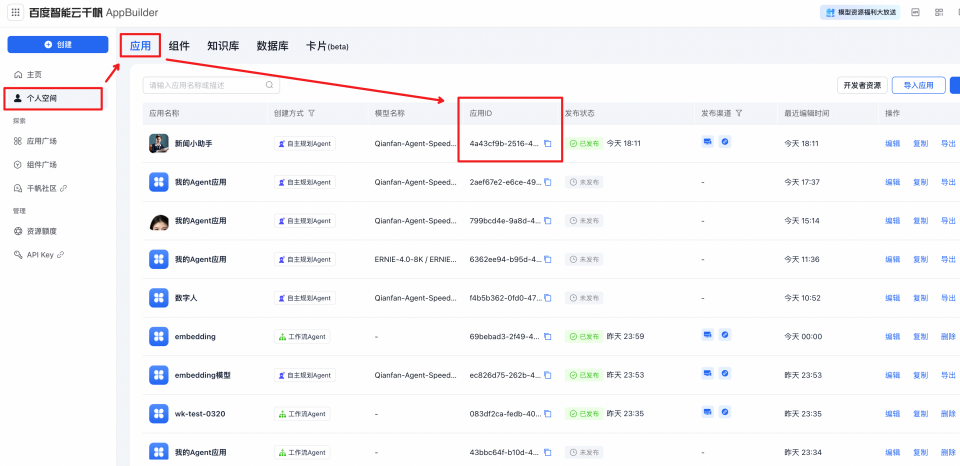 百度智能云千帆 AppBuilder
模型资源福利大放送
创建
主页
个人空间
探索
应用广场
组件广场
千帆社区
管理
资源额度
API Key
应用 组件 知识库 数据库 卡片(beta)
请输入应用名称或描述
开发者资源 导入应用
应用名称 创建方式 模型名称 应用ID 发布状态 发布渠道 最近编辑时间 操作
新闻小助手 自主规划Agent Qianfan-Agent-Speed... 4a43cf9b-2516-4... 已发布 今天 18:11 今天 18:11 编辑 复制 导出
我的Agent应用 自主规划Agent Qianfan-Agent-Speed... 2aef67e2-e6ce-49... 未发布 - 今天 17:37 编辑 复制 导出
我的Agent应用 自主规划Agent Qianfan-Agent-Speed... 799bcd4e-9a8d-4... 未发布 - 今天 15:14 编辑 复制 导出
我的Agent应用 自主规划Agent ERNIE-4.0-8K / ERNIE... 6362ee94-b95d-4... 未发布 - 今天 11:36 编辑 复制 导出
数字人 自主规划Agent Qianfan-Agent-Speed... f4b5b362-0fd0-47... 未发布 - 今天 10:52 编辑 复制 导出
embedding 工作流Agent - 69bebad3-2f49-4... 已发布 昨天 23:59 今天 00:00 编辑 复制 删除
embedding模型 自主规划Agent Qianfan-Agent-Speed... ec826d75-262b-4... 已发布 昨天 23:53 昨天 23:53 编辑 复制 导出
wk-test-0320 工作流Agent - 083df2ca-fedb-40... 已发布 昨天 23:35 昨天 23:35 编辑 复制 删除
我的Agent应用 工作流Agent - 43bbc64f-b10d-4... 未发布 - 昨天 23:34 编辑 复制 删除